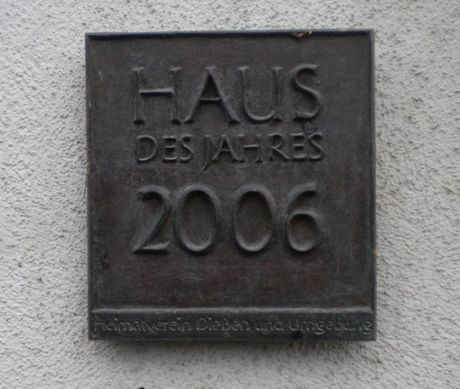 HAUS
DES JAHRES
2006
Heimatverein Dießen und Umgebung